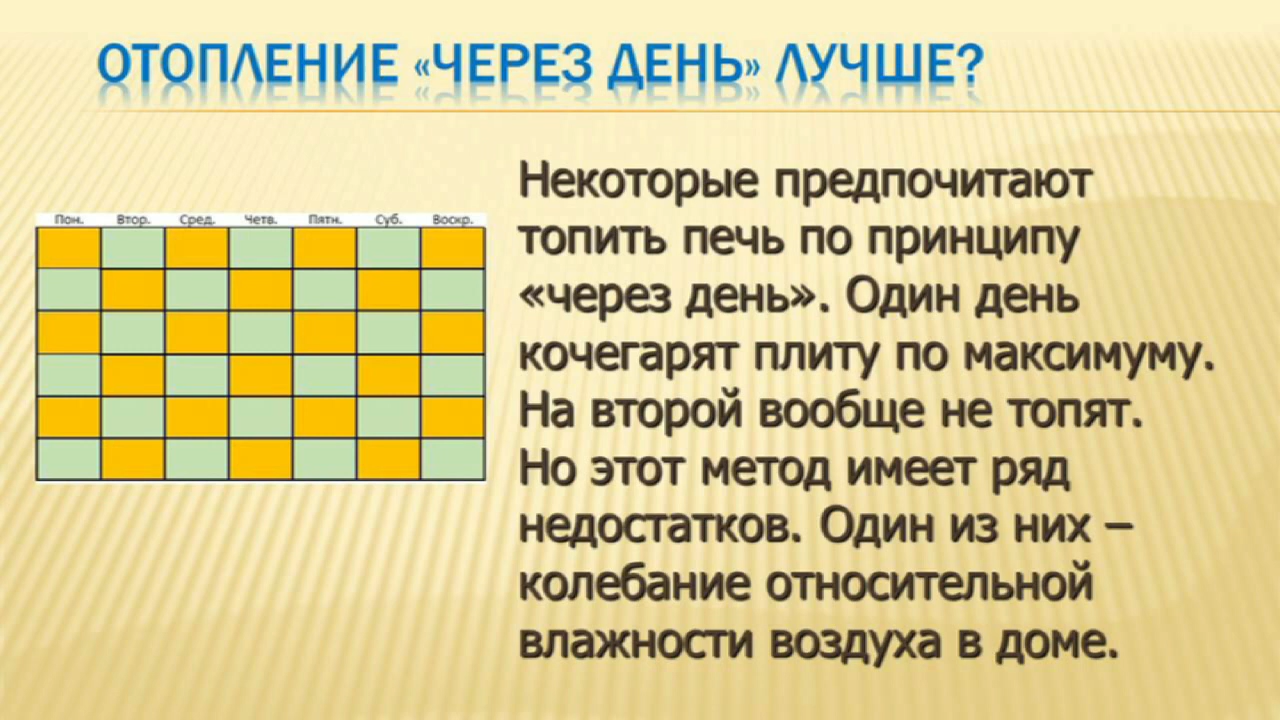 ОТОПЛЕНИЕ «ЧЕРЕЗ ДЕНЬ» ЛУЧШЕ?
Пон. Втор. Сред. Четв. Пятн. Суб. Воскр.
Некоторые предпочитают
топить печь по принципу
«через день». Один день
кочегарят плиту по максимуму.
На второй вообще не топят.
Но этот метод имеет ряд
недостатков. Один из них –
колебание относительной
влажности воздуха в доме.